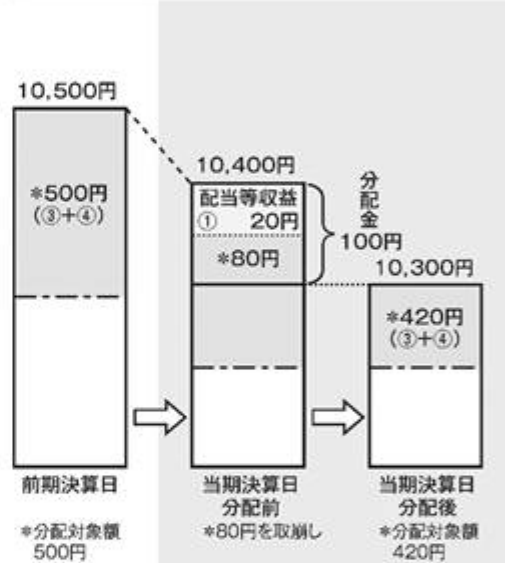 10,500円
*500円
(③+④)
前期決算日
*分配対象額
500円
10,400円
配当等収益
① 20円
*80円
分配金
100円
当期決算日
分配前
*80円を取崩し
10,300円
*420円
(③+④)
当期決算日
分配後
*分配対象額
420円